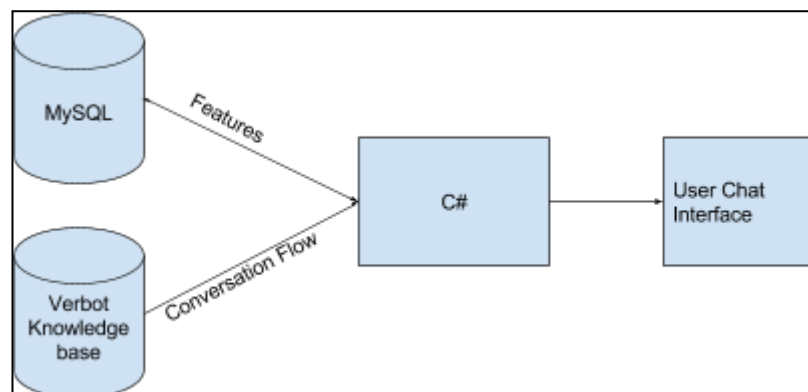 MySQL
Features
C#
User Chat
Interface
Conversation Flow
Verbot
Knowledge
base